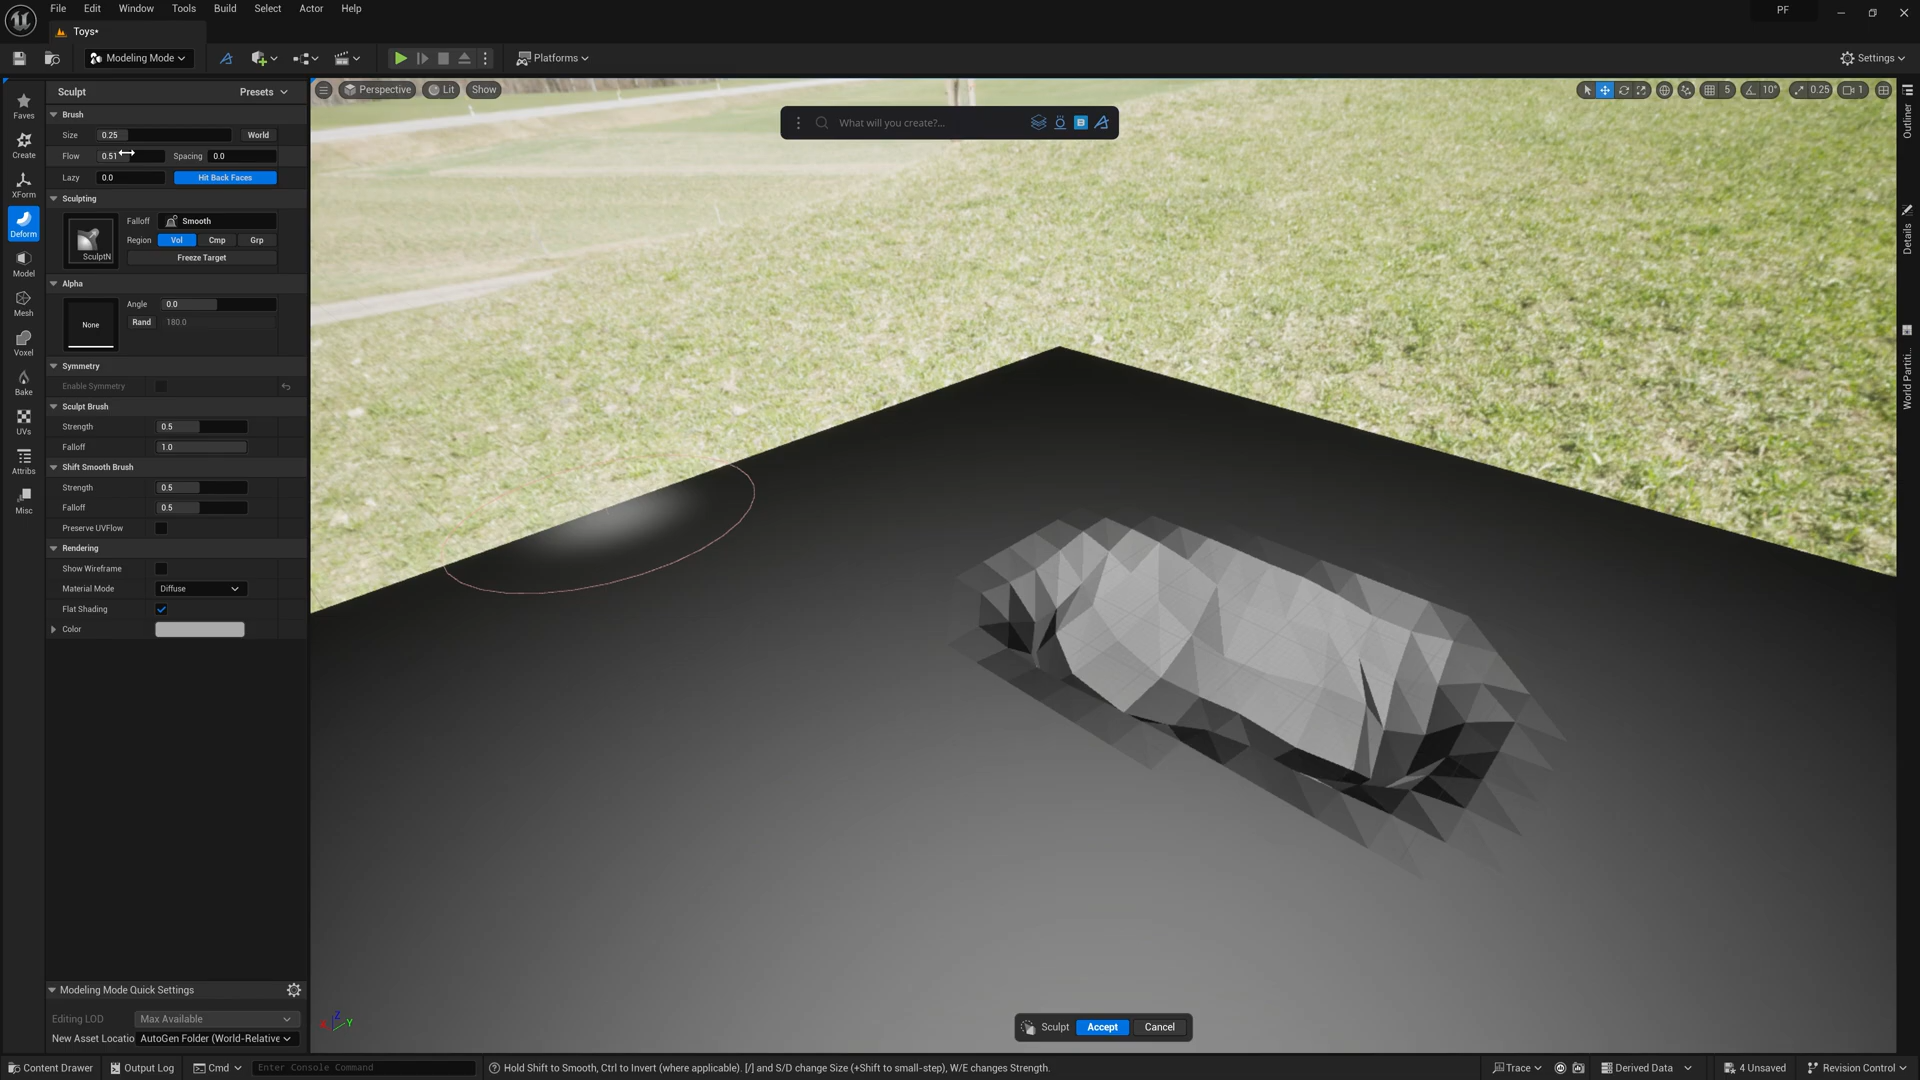 File Edit Window Tools Build Select Actor Help
PF
Toys*
Modeling Mode
Platforms
Settings
Sculpt
Presets
Perspective
Lit
Show
5
10°
0.25
1
Faves
Create
XForm
Deform
Model
Mesh
Voxel
Bake
UVs
Attribs
Misc
Brush
Size 0.25 World
Flow 0.51 Spacing 0.0
Lazy 0.0 Hit Back Faces
Sculpting
SculptN
Falloff Smooth
Region Vol Cmp Grp
Freeze Target
Alpha
None
Angle 0.0
Rand 180.0
Symmetry
Enable Symmetry
Sculpt Brush
Strength 0.5
Falloff 1.0
Shift Smooth Brush
Strength 0.5
Falloff 0.5
Preserve UVFlow
Rendering
Show Wireframe
Material Mode Diffuse
Flat Shading
Color
What will you create?...
B
Outliner
Details
World Partiti...
Modeling Mode Quick Settings
Editing LOD Max Available
New Asset Locatio AutoGen Folder (World-Relative
Z
Y
Sculpt Accept Cancel
Content Drawer
Output Log
Cmd
Enter Console Command
Hold Shift to Smooth, Ctrl to Invert (where applicable). [/] and S/D change Size (+Shift to small-step), W/E changes Strength.
Trace
Derived Data
4 Unsaved
Revision Control